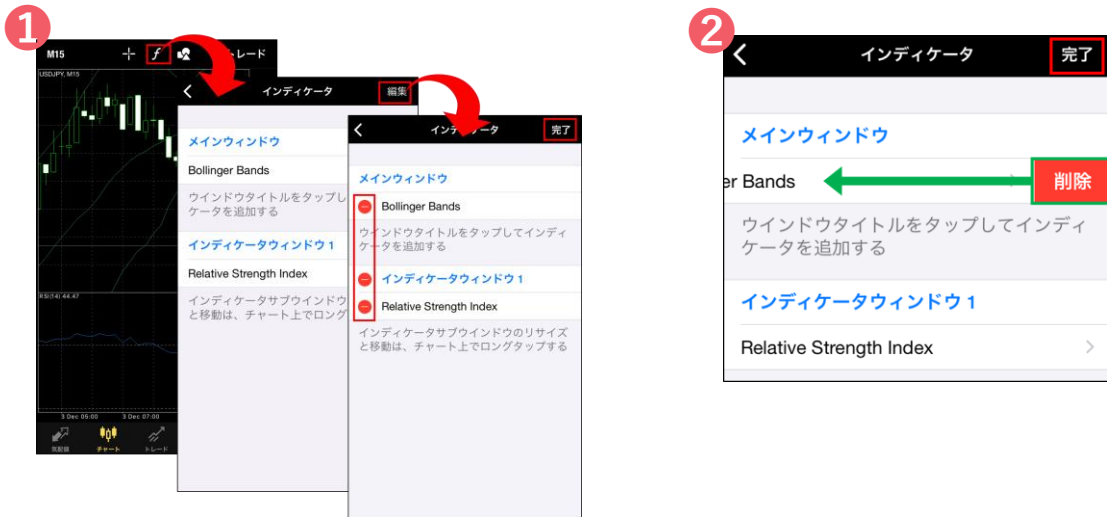 1
M15
f
トレード
USDJPY, M15
RSI(14) 44.47
3 Dec 05:00
3 Dec 07:00
気配値
チャート
トレード
インディケータ
編集
メインウィンドウ
Bollinger Bands
ウインドウタイトルをタップし
ケータを追加する
インディケータウィンドウ 1
Relative Strength Index
インディケータサブウインドウ
と移動は、チャート上でロング
完了
メインウィンドウ
Bollinger Bands
ウインドウタイトルをタップしてインディ
ケータを追加する
インディケータウィンドウ 1
Relative Strength Index
インディケータサブウインドウのリサイズ
と移動は、チャート上でロングタップする
2
インディケータ
完了
メインウィンドウ
er Bands
削除
ウインドウタイトルをタップしてインディ
ケータを追加する
インディケータウィンドウ 1
Relative Strength Index